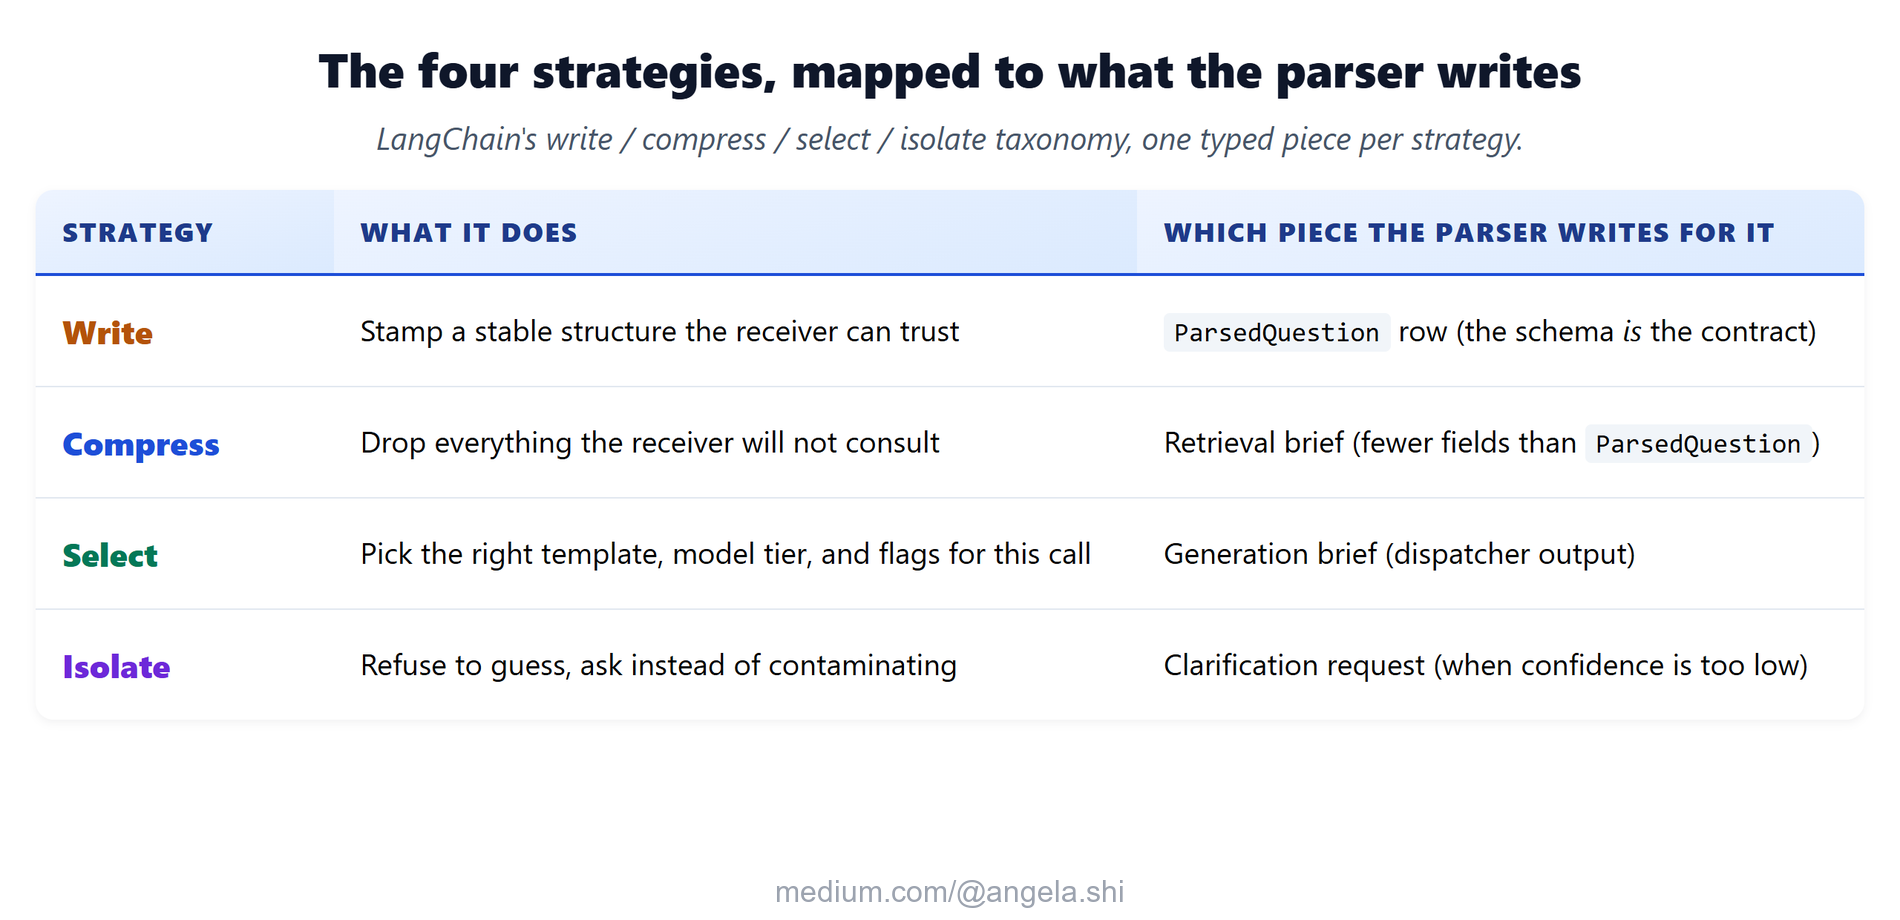 The four strategies, mapped to what the parser writes
LangChain's write / compress / select / isolate taxonomy, one typed piece per strategy.
STRATEGY WHAT IT DOES WHICH PIECE THE PARSER WRITES FOR IT
Write Stamp a stable structure the receiver can trust ParsedQuestion row (the schema is the contract)
Compress Drop everything the receiver will not consult Retrieval brief (fewer fields than ParsedQuestion)
Select Pick the right template, model tier, and flags for this call Generation brief (dispatcher output)
Isolate Refuse to guess, ask instead of contaminating Clarification request (when confidence is too low)
medium.com/@angela.shi